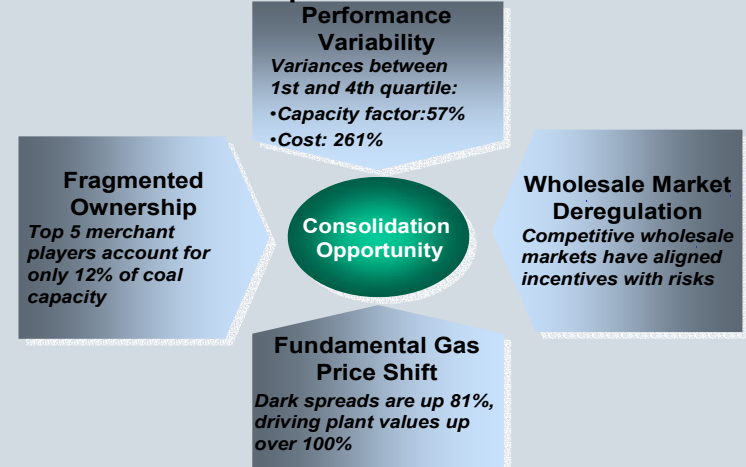 Performance
Variability
Variances between
1st and 4th quartile:
•Capacity factor:57%
•Cost: 261%
Fragmented
Ownership
Top 5 merchant
players account for
only 12% of coal
capacity
Consolidation
Opportunity
Wholesale Market
Deregulation
Competitive wholesale
markets have aligned
incentives with risks
Fundamental Gas
Price Shift
Dark spreads are up 81%,
driving plant values up
over 100%